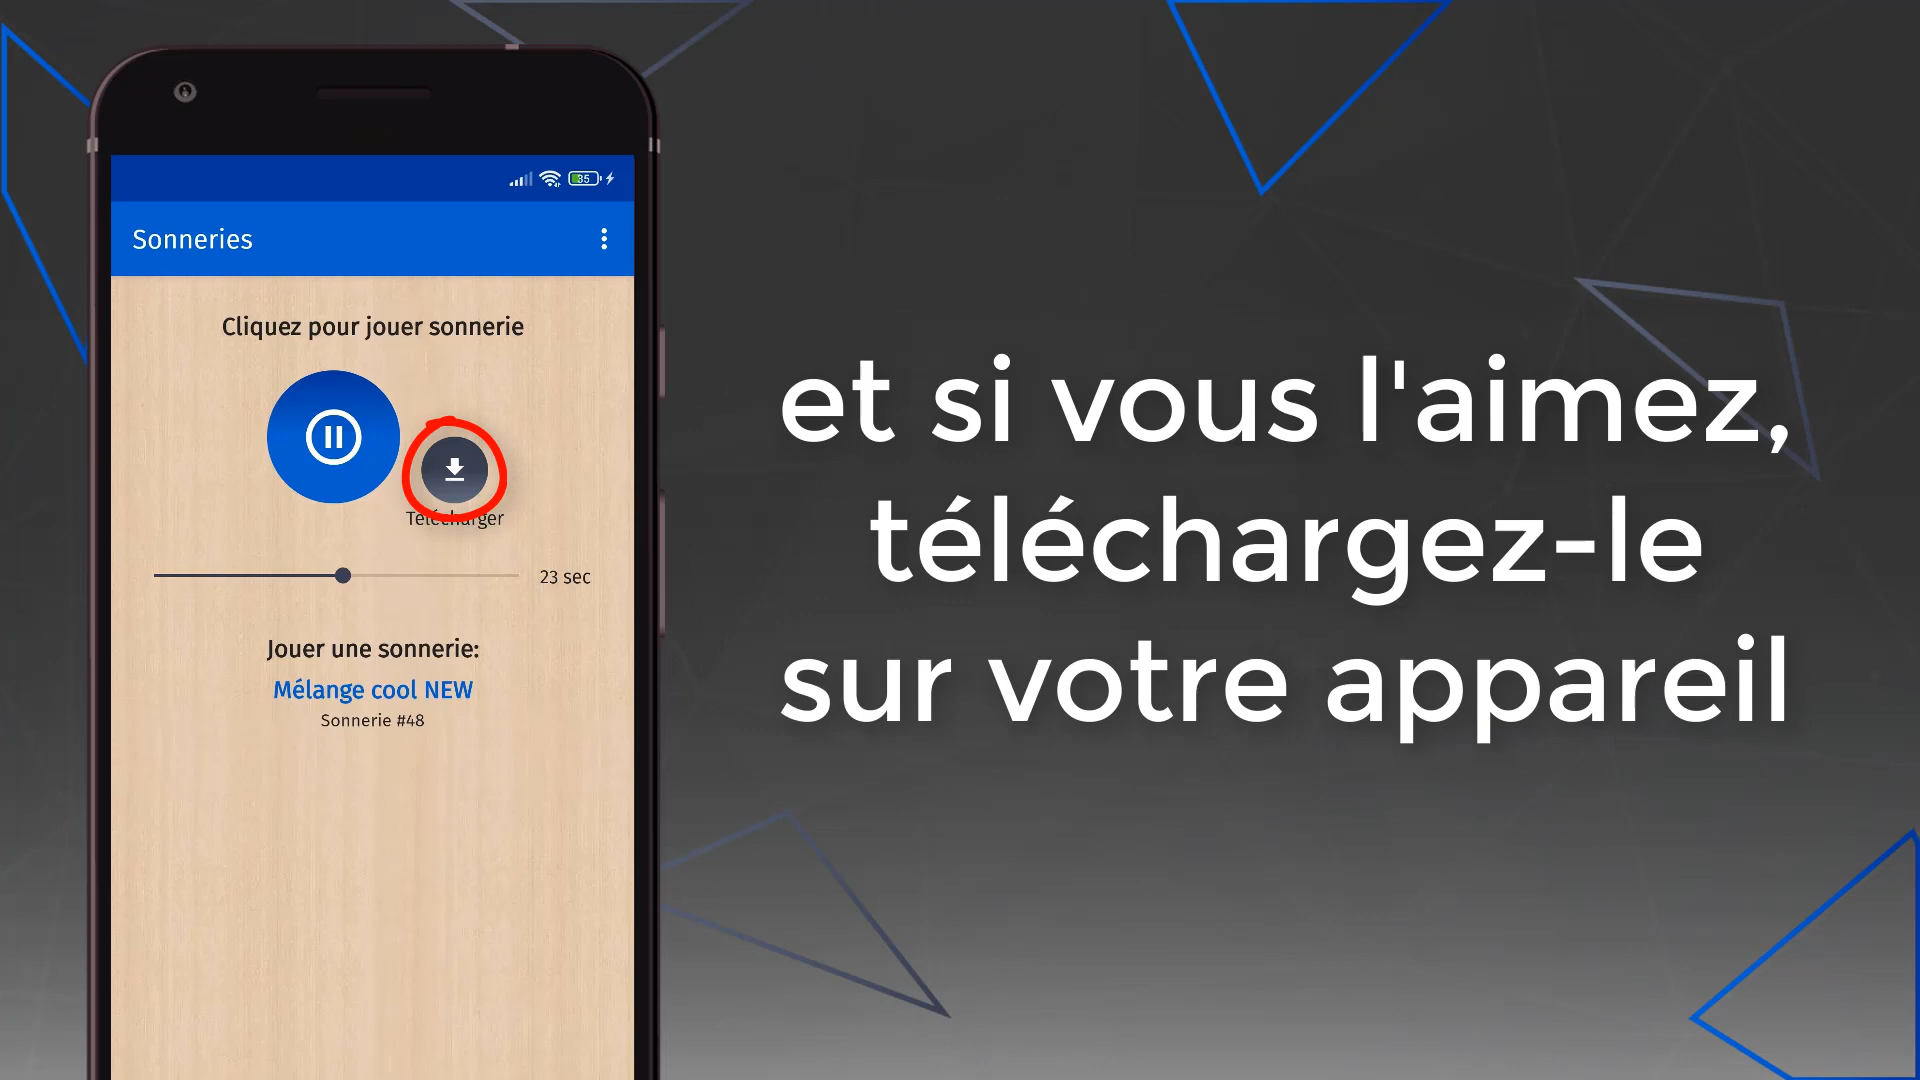 35
Sonneries
Cliquez pour jouer sonnerie
Télécharger
23 sec
Jouer une sonnerie:
Mélange cool NEW
Sonnerie #48
et si vous l'aimez,
téléchargez-le
sur votre appareil